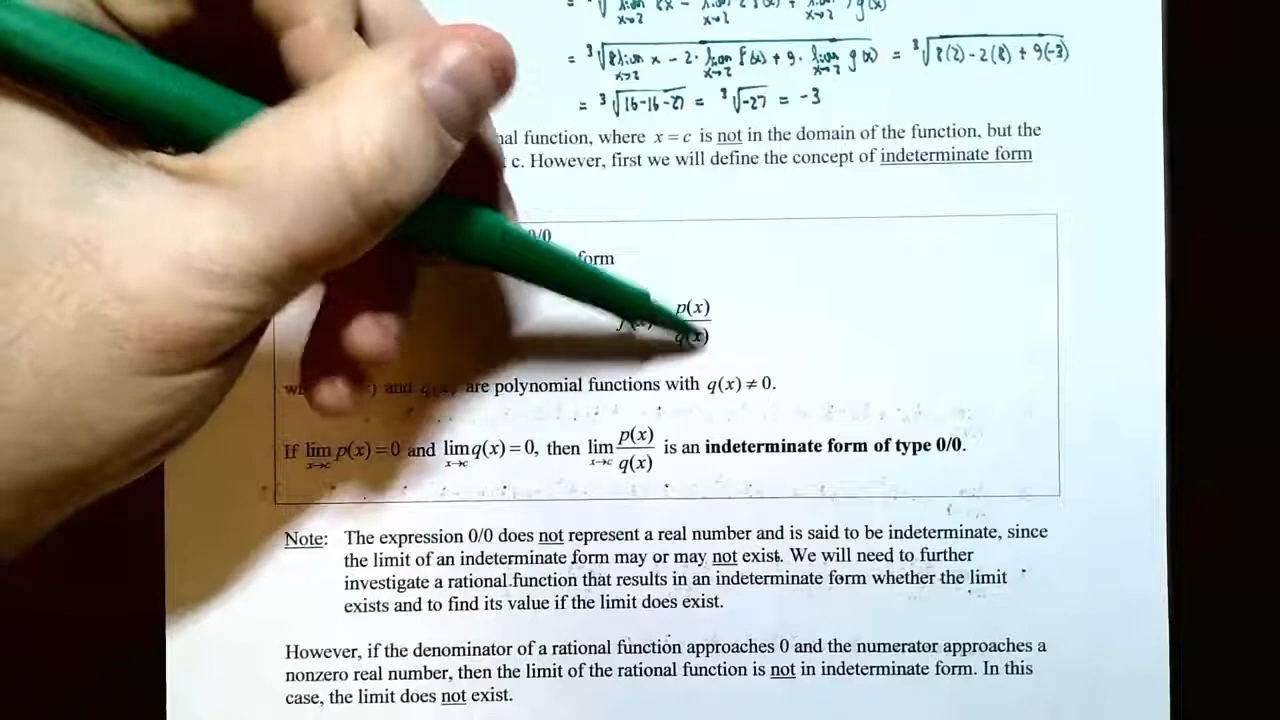 = ³√(8 lim x→2 x − 2· lim x→2 f(x) + 9· lim x→2 g(x)) = ³√(8(2) − 2(8) + 9(−3))
= ³√(16−16−27) = ³√(−27) = −3
function, where x = c is not in the domain of the function, but the
c. However, first we will define the concept of indeterminate form
0/0
form
p(x)
q(x)
and are polynomial functions with q(x) ≠ 0.
If lim x→c p(x) = 0 and lim x→c q(x) = 0, then lim x→c p(x)/q(x) is an indeterminate form of type 0/0.
Note: The expression 0/0 does not represent a real number and is said to be indeterminate, since
the limit of an indeterminate form may or may not exist. We will need to further
investigate a rational function that results in an indeterminate form whether the limit
exists and to find its value if the limit does exist.
However, if the denominator of a rational function approaches 0 and the numerator approaches a
nonzero real number, then the limit of the rational function is not in indeterminate form. In this
case, the limit does not exist.